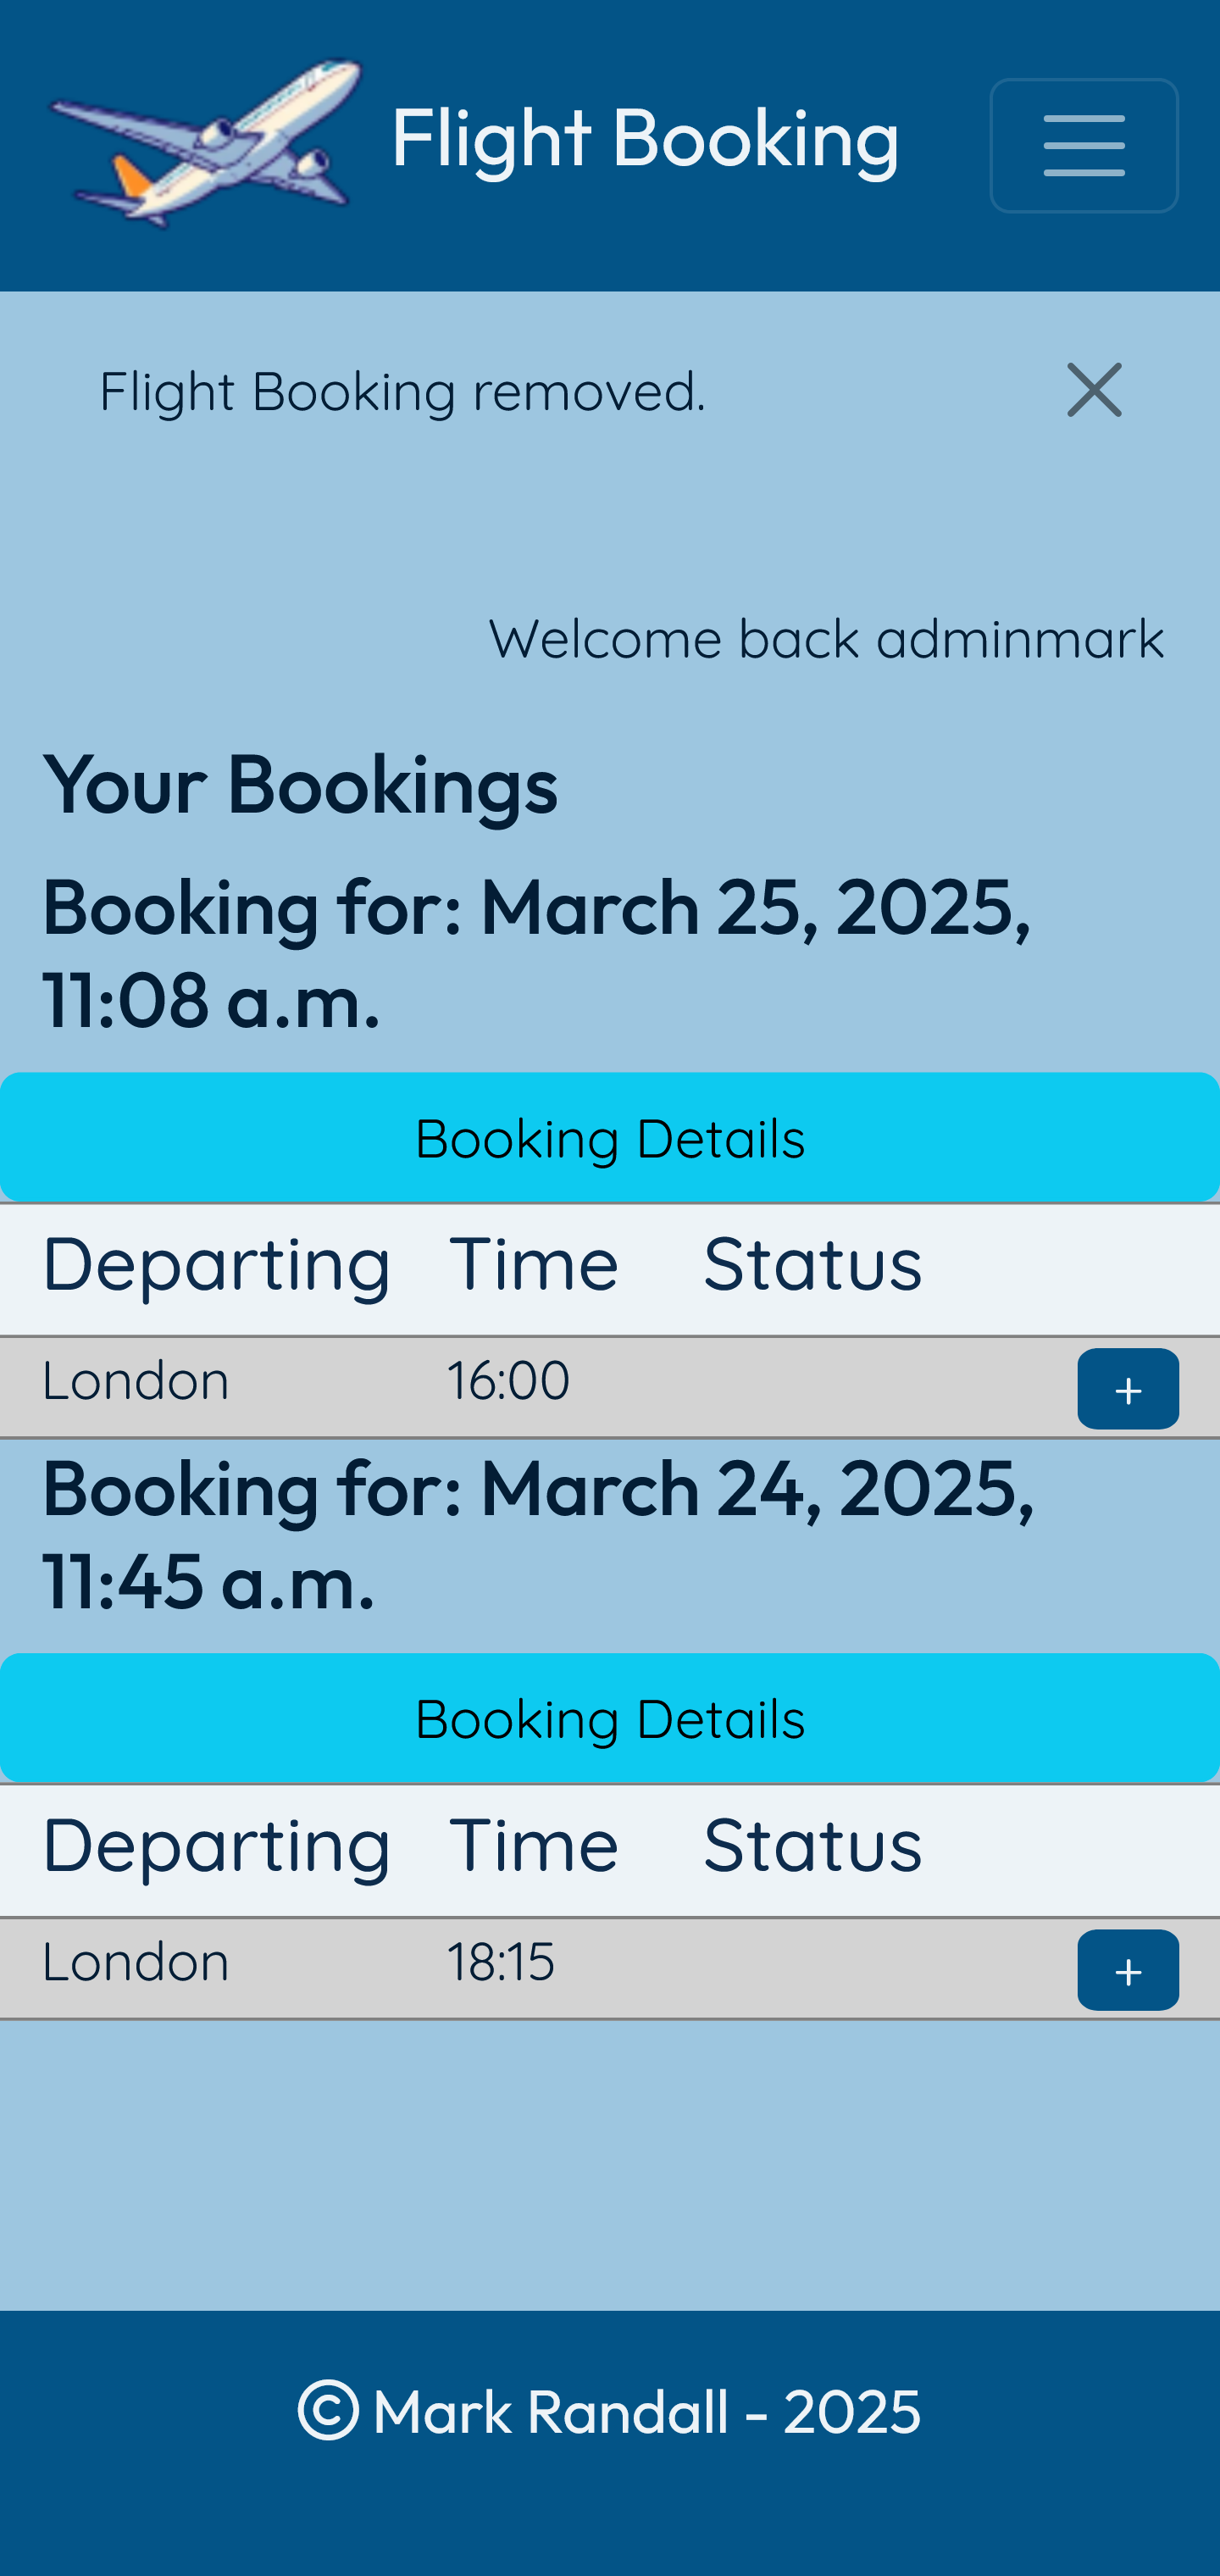 Flight Booking
Flight Booking removed.
Welcome back adminmark
Your Bookings
Booking for: March 25, 2025,
11:08 a.m.
Booking Details
Departing Time Status
London 16:00 +
Booking for: March 24, 2025,
11:45 a.m.
Booking Details
Departing Time Status
London 18:15 +
© Mark Randall - 2025